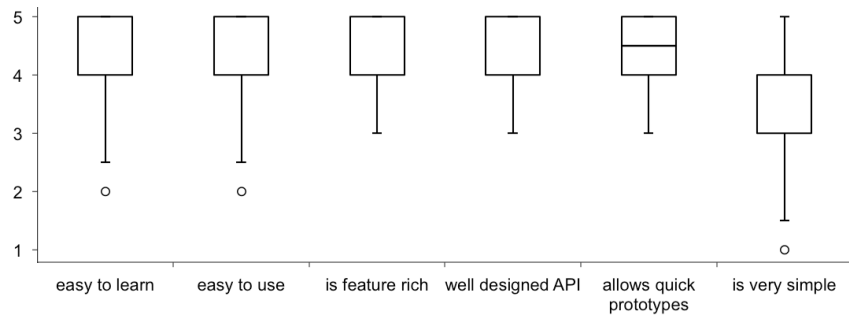 5
4
3
2
1
easy to learn
easy to use
is feature rich
well designed API
allows quick
prototypes
is very simple